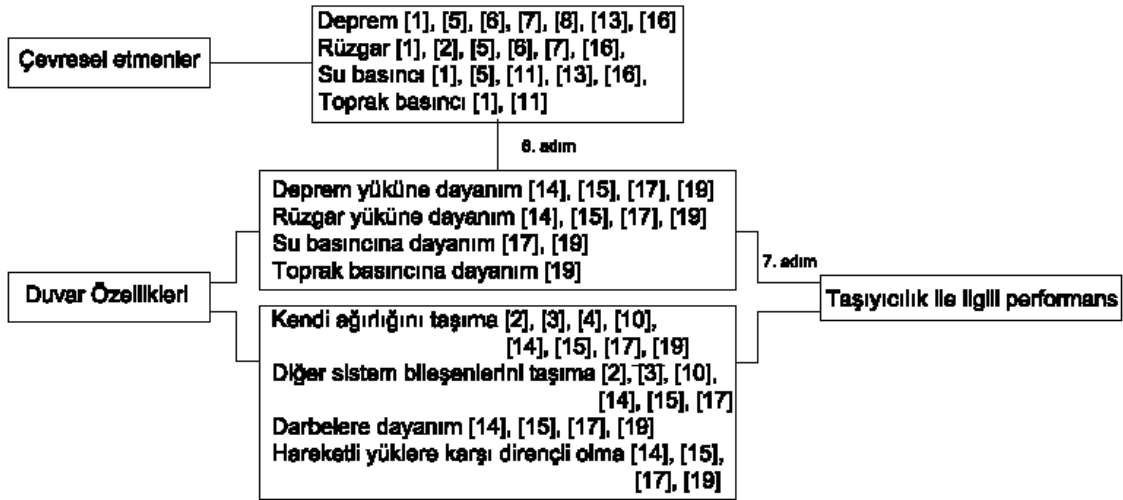 Çevresel etmenler
Deprem [1], [5], [6], [7], [8], [13], [16]
Rüzgar [1], [2], [5], [6], [7], [16],
Su basıncı [1], [5], [11], [13], [16],
Toprak basıncı [1], [11]
6. adım
Deprem yüküne dayanım [14], [15], [17], [19]
Rüzgar yüküne dayanım [14], [15], [17], [19]
Su basıncına dayanım [17], [19]
Toprak basıncına dayanım [19]
Duvar Özellikleri
Kendi ağırlığını taşıma [2], [3], [4], [10],
[14], [15], [17], [19]
Diğer sistem bileşenlerini taşıma [2], [3], [10],
[14], [15], [17]
Darbelere dayanım [14], [15], [17], [19]
Hareketli yüklere karşı dirençli olma [14], [15],
[17], [19]
7. adım
Taşıyıcılık ile ilgili performans